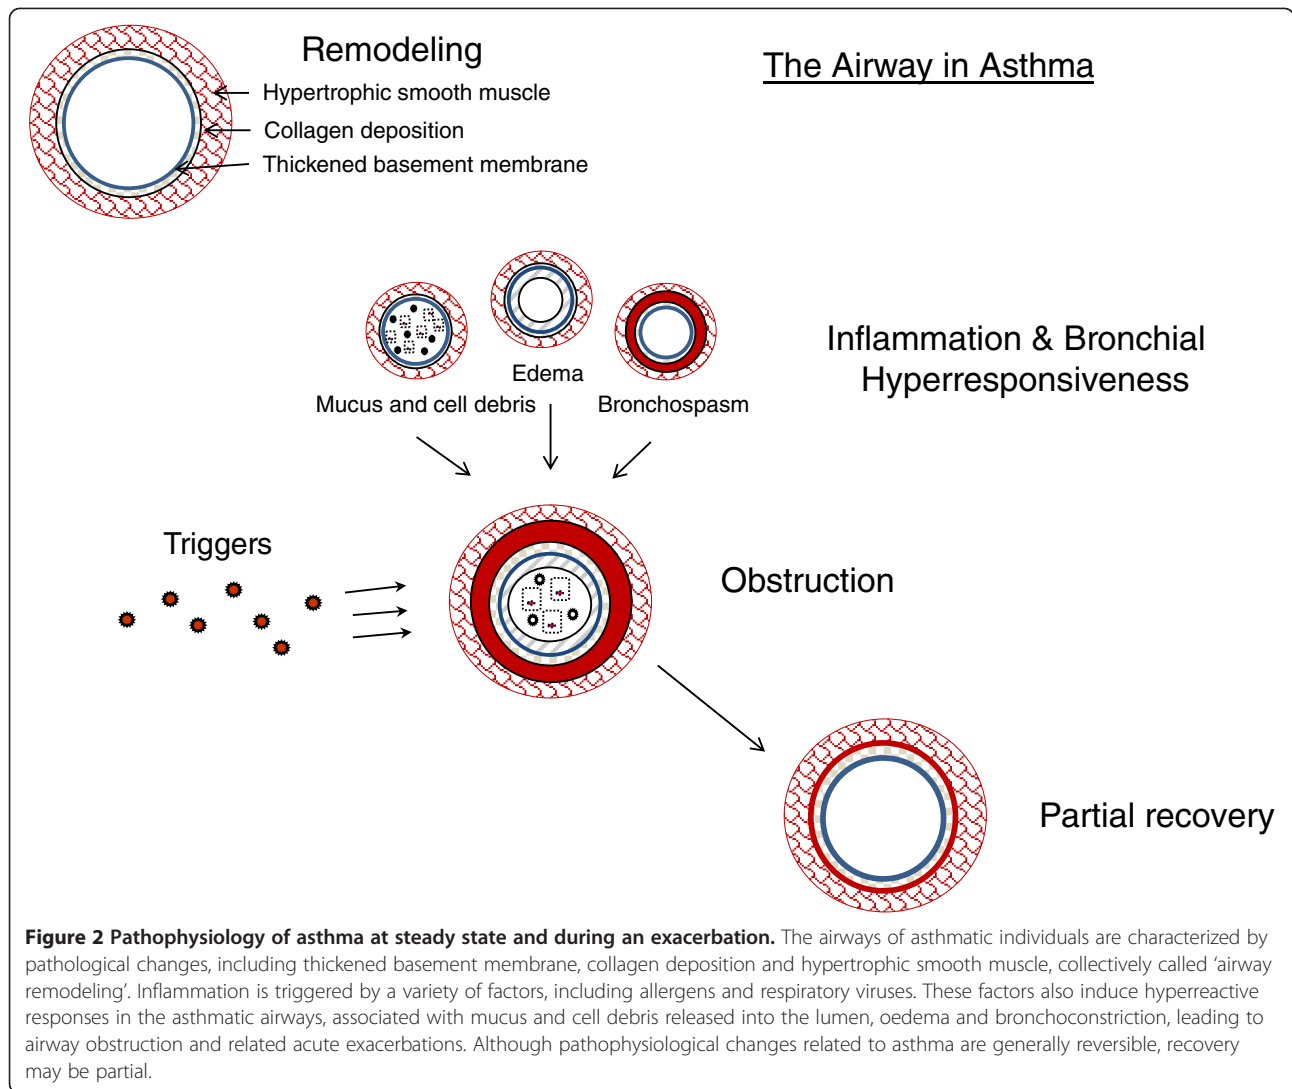 Remodeling
The Airway in Asthma
Hypertrophic smooth muscle
Collagen deposition
Thickened basement membrane
Edema
Mucus and cell debris
Bronchospasm
Inflammation & Bronchial
Hyperresponsiveness
Triggers
Obstruction
Partial recovery
Figure 2 Pathophysiology of asthma at steady state and during an exacerbation. The airways of asthmatic individuals are characterized by
pathological changes, including thickened basement membrane, collagen deposition and hypertrophic smooth muscle, collectively called ‘airway
remodeling’. Inflammation is triggered by a variety of factors, including allergens and respiratory viruses. These factors also induce hyperreactive
responses in the asthmatic airways, associated with mucus and cell debris released into the lumen, oedema and bronchoconstriction, leading to
airway obstruction and related acute exacerbations. Although pathophysiological changes related to asthma are generally reversible, recovery
may be partial.